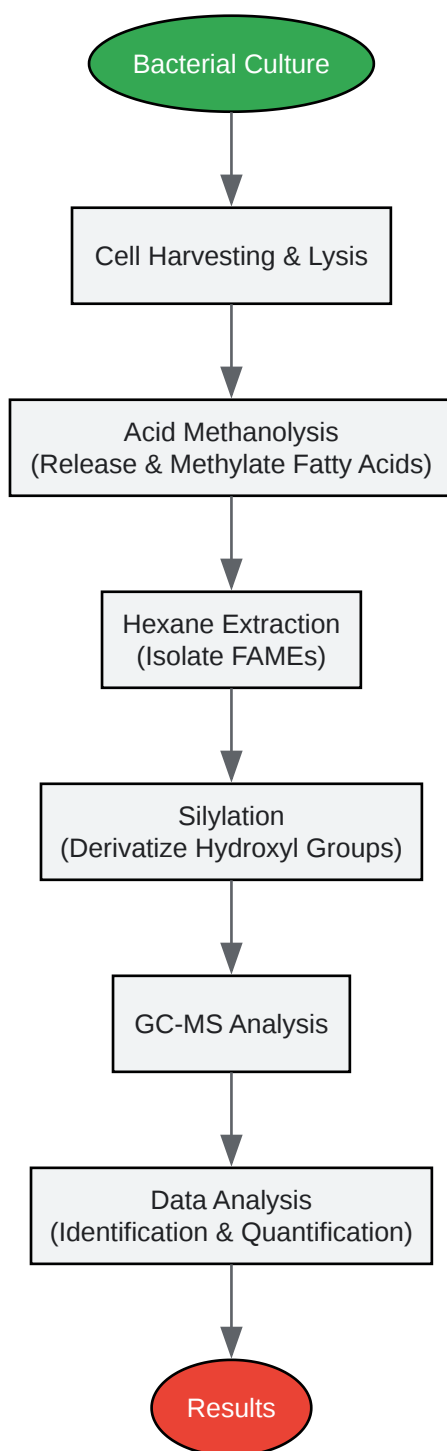 Bacterial Culture
Cell Harvesting & Lysis
Acid Methanolysis
(Release & Methylate Fatty Acids)
Hexane Extraction
(Isolate FAMEs)
Silylation
(Derivatize Hydroxyl Groups)
GC-MS Analysis
Data Analysis
(Identification & Quantification)
Results